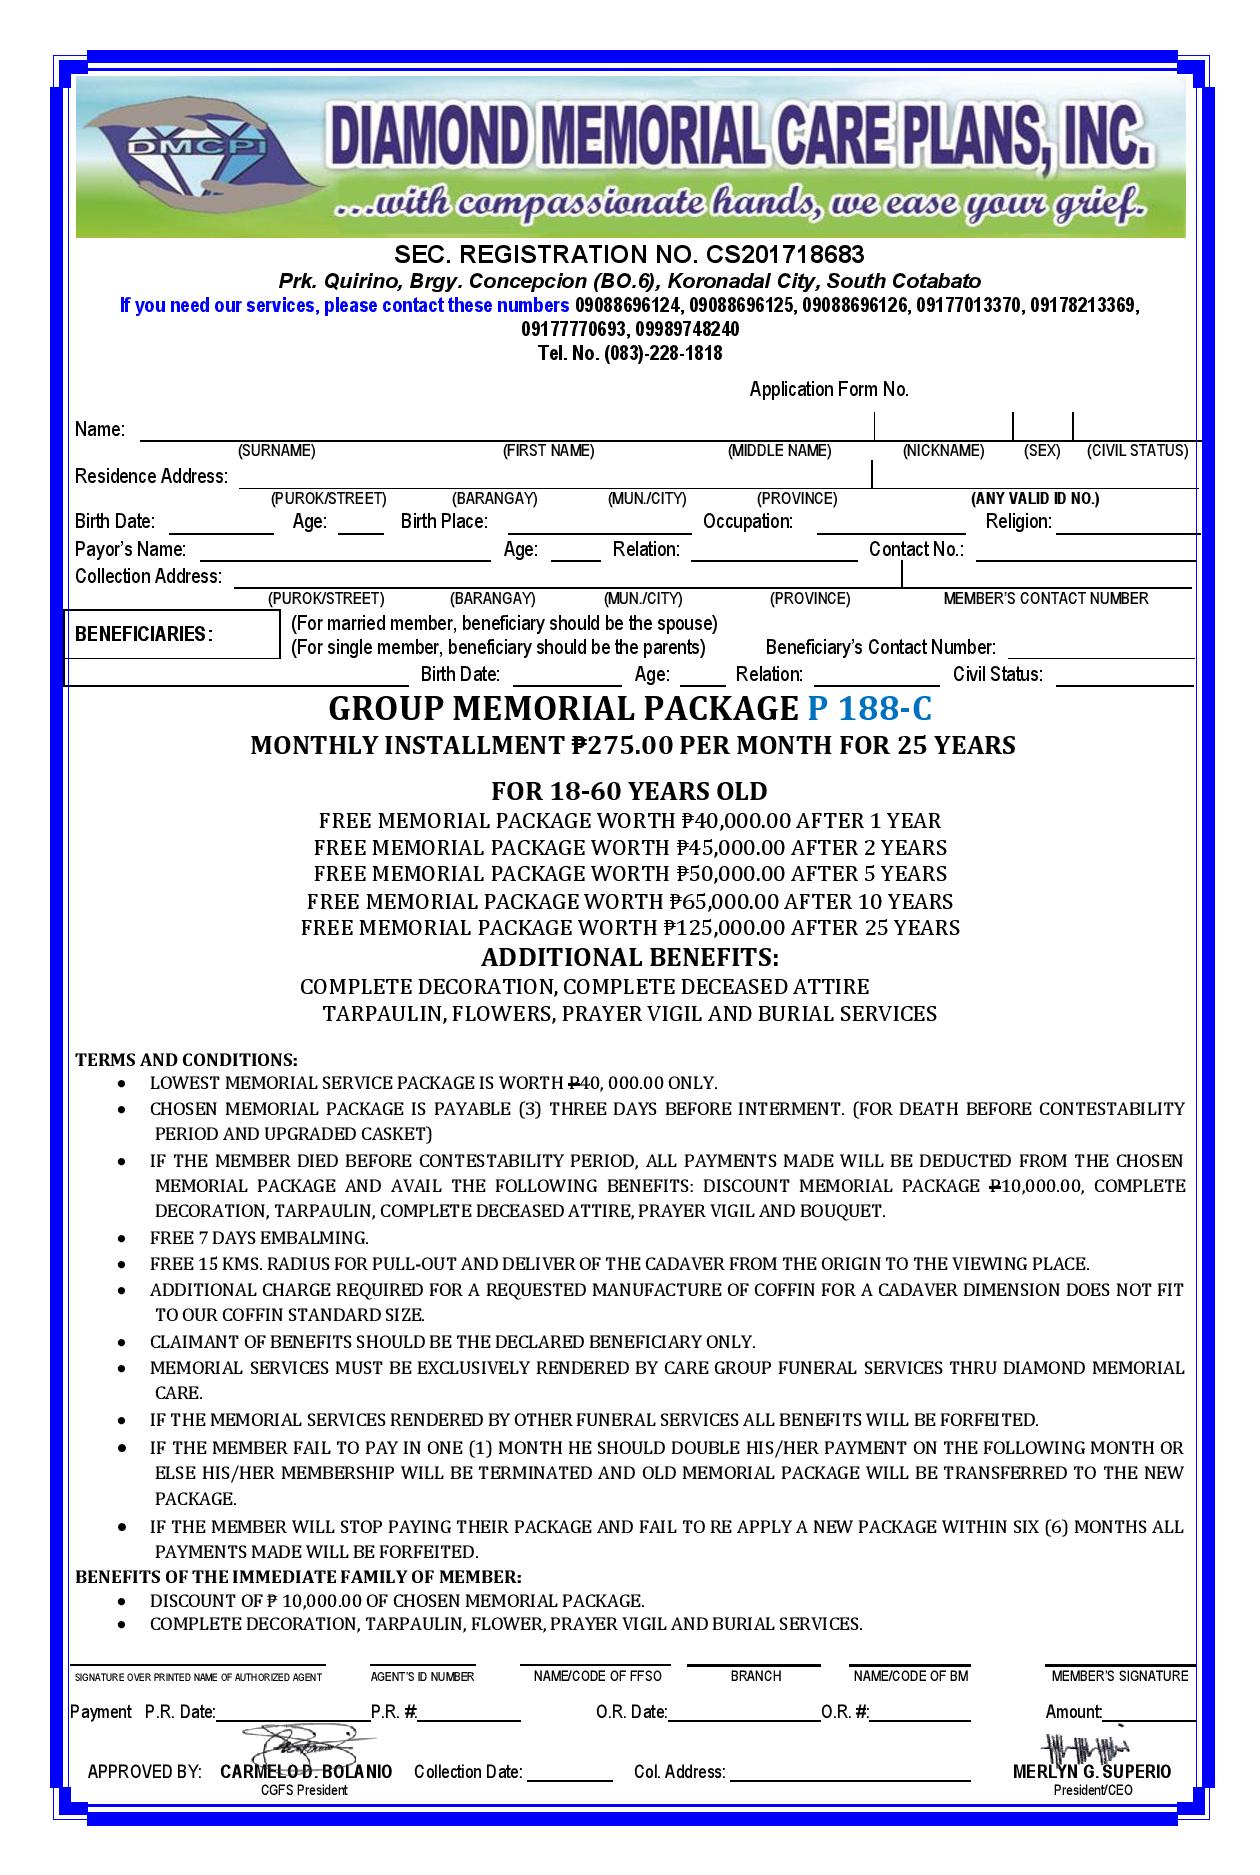 DMCPI
DIAMOND MEMORIAL CARE PLANS, INC.
...with compassionate hands, we ease your grief.
SEC. REGISTRATION NO. CS201718683
Prk. Quirino, Brgy. Concepcion (BO.6), Koronadal City, South Cotabato
If you need our services, please contact these numbers 09088696124, 09088696125, 09088696126, 09177013370, 09178213369,
09177770693, 09989748240
Tel. No. (083)-228-1818
Application Form No.
Name:
(SURNAME) (FIRST NAME) (MIDDLE NAME) (NICKNAME) (SEX) (CIVIL STATUS)
Residence Address:
(PUROK/STREET) (BARANGAY) (MUN./CITY) (PROVINCE) (ANY VALID ID NO.)
Birth Date: Age: Birth Place: Occupation: Religion:
Payor's Name: Age: Relation: Contact No.:
Collection Address:
(PUROK/STREET) (BARANGAY) (MUN./CITY) (PROVINCE) MEMBER'S CONTACT NUMBER
BENEFICIARIES: (For married member, beneficiary should be the spouse)
(For single member, beneficiary should be the parents) Beneficiary's Contact Number:
Birth Date: Age: Relation: Civil Status:
GROUP MEMORIAL PACKAGE P 188-C
MONTHLY INSTALLMENT ₱275.00 PER MONTH FOR 25 YEARS
FOR 18-60 YEARS OLD
FREE MEMORIAL PACKAGE WORTH ₱40,000.00 AFTER 1 YEAR
FREE MEMORIAL PACKAGE WORTH ₱45,000.00 AFTER 2 YEARS
FREE MEMORIAL PACKAGE WORTH ₱50,000.00 AFTER 5 YEARS
FREE MEMORIAL PACKAGE WORTH ₱65,000.00 AFTER 10 YEARS
FREE MEMORIAL PACKAGE WORTH ₱125,000.00 AFTER 25 YEARS
ADDITIONAL BENEFITS:
COMPLETE DECORATION, COMPLETE DECEASED ATTIRE
TARPAULIN, FLOWERS, PRAYER VIGIL AND BURIAL SERVICES
TERMS AND CONDITIONS:
• LOWEST MEMORIAL SERVICE PACKAGE IS WORTH ₱40, 000.00 ONLY.
• CHOSEN MEMORIAL PACKAGE IS PAYABLE (3) THREE DAYS BEFORE INTERMENT. (FOR DEATH BEFORE CONTESTABILITY
PERIOD AND UPGRADED CASKET)
• IF THE MEMBER DIED BEFORE CONTESTABILITY PERIOD, ALL PAYMENTS MADE WILL BE DEDUCTED FROM THE CHOSEN
MEMORIAL PACKAGE AND AVAIL THE FOLLOWING BENEFITS: DISCOUNT MEMORIAL PACKAGE ₱10,000.00, COMPLETE
DECORATION, TARPAULIN, COMPLETE DECEASED ATTIRE, PRAYER VIGIL AND BOUQUET.
• FREE 7 DAYS EMBALMING.
• FREE 15 KMS. RADIUS FOR PULL-OUT AND DELIVER OF THE CADAVER FROM THE ORIGIN TO THE VIEWING PLACE.
• ADDITIONAL CHARGE REQUIRED FOR A REQUESTED MANUFACTURE OF COFFIN FOR A CADAVER DIMENSION DOES NOT FIT
TO OUR COFFIN STANDARD SIZE.
• CLAIMANT OF BENEFITS SHOULD BE THE DECLARED BENEFICIARY ONLY.
• MEMORIAL SERVICES MUST BE EXCLUSIVELY RENDERED BY CARE GROUP FUNERAL SERVICES THRU DIAMOND MEMORIAL
CARE.
• IF THE MEMORIAL SERVICES RENDERED BY OTHER FUNERAL SERVICES ALL BENEFITS WILL BE FORFEITED.
• IF THE MEMBER FAIL TO PAY IN ONE (1) MONTH HE SHOULD DOUBLE HIS/HER PAYMENT ON THE FOLLOWING MONTH OR
ELSE HIS/HER MEMBERSHIP WILL BE TERMINATED AND OLD MEMORIAL PACKAGE WILL BE TRANSFERRED TO THE NEW
PACKAGE.
• IF THE MEMBER WILL STOP PAYING THEIR PACKAGE AND FAIL TO RE APPLY A NEW PACKAGE WITHIN SIX (6) MONTHS ALL
PAYMENTS MADE WILL BE FORFEITED.
BENEFITS OF THE IMMEDIATE FAMILY OF MEMBER:
• DISCOUNT OF ₱ 10,000.00 OF CHOSEN MEMORIAL PACKAGE.
• COMPLETE DECORATION, TARPAULIN, FLOWER, PRAYER VIGIL AND BURIAL SERVICES.
SIGNATURE OVER PRINTED NAME OF AUTHORIZED AGENT AGENT'S ID NUMBER NAME/CODE OF FFSO BRANCH NAME/CODE OF BM MEMBER'S SIGNATURE
Payment P.R. Date: P.R. #: O.R. Date: O.R. #: Amount:
APPROVED BY: CARMELO D. BOLANIO Collection Date: Col. Address: MERLYN G. SUPERIO
CGFS President President/CEO